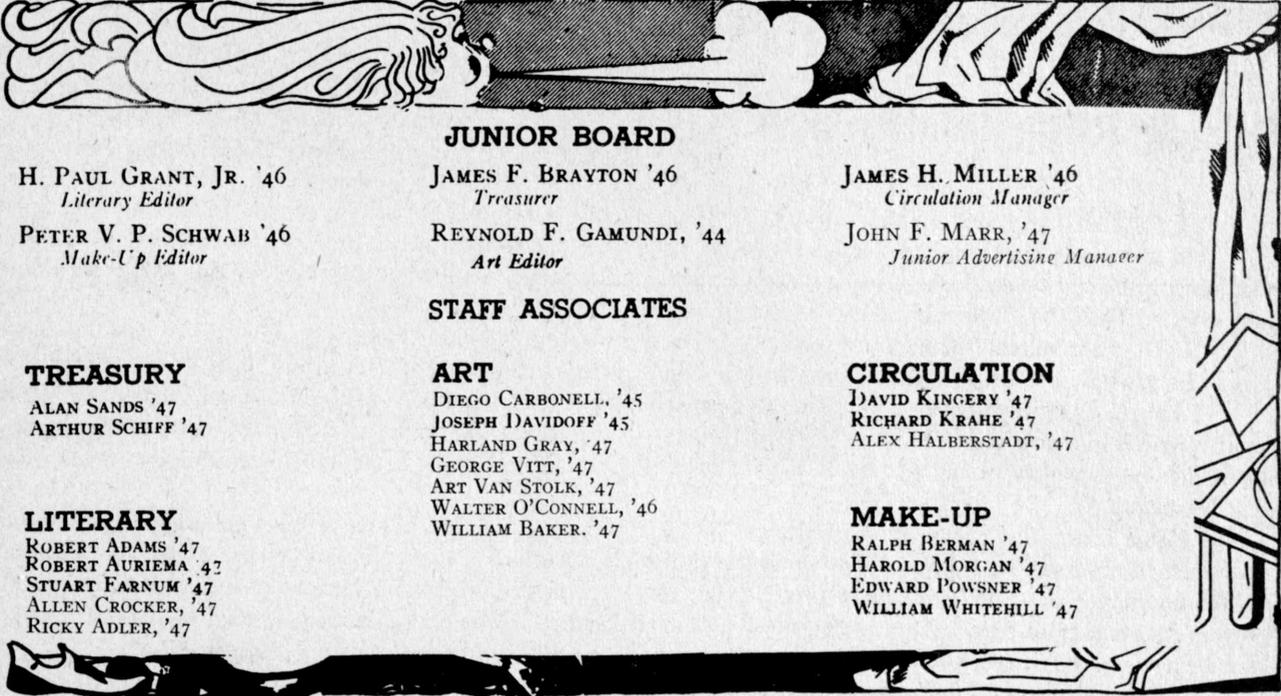 JUNIOR BOARD
H. PAUL GRANT, JR. '46
Literary Editor
PETER V. P. SCHWAB '46
Make-Up Editor
JAMES F. BRAYTON '46
Treasurer
REYNOLD F. GAMUNDI, '44
Art Editor
JAMES H. MILLER '46
Circulation Manager
JOHN F. MARR, '47
Junior Advertising Manager
STAFF ASSOCIATES
TREASURY
ALAN SANDS '47
ARTHUR SCHIFF '47
LITERARY
ROBERT ADAMS '47
ROBERT AURIEMA '47
STUART FARNUM '47
ALLEN CROCKER, '47
RICKY ADLER, '47
ART
DIEGO CARBONELL, '45
JOSEPH DAVIDOFF '45
HARLAND GRAY, '47
GEORGE VITT, '47
ART VAN STOLK, '47
WALTER O'CONNELL, '46
WILLIAM BAKER. '47
CIRCULATION
DAVID KINGERY '47
RICHARD KRAHE '47
ALEX HALBERSTADT, '47
MAKE-UP
RALPH BERMAN '47
HAROLD MORGAN '47
EDWARD POWSNER '47
WILLIAM WHITEHILL '47